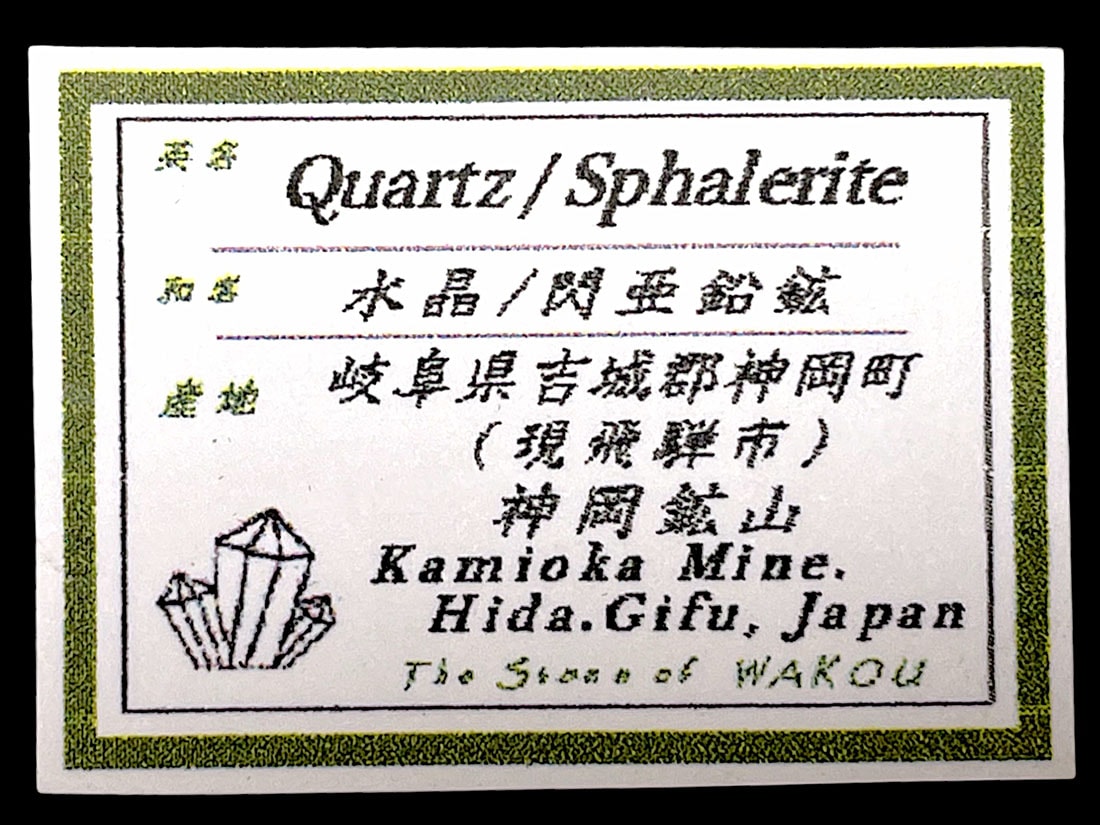 英名 Quartz/Sphalerite
和名 水晶/閃亜鉛鉱
産地 岐阜県吉城郡神岡町
(現飛騨市)
神岡鉱山
Kamioka Mine.
Hida.Gifu, Japan
The Stone of WAKOU